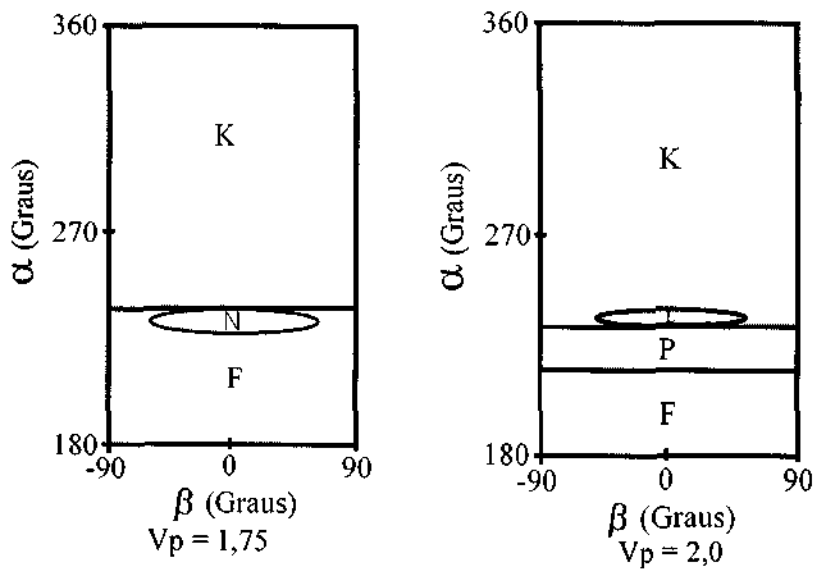 360
K
270
N
F
180
-90
0
90
α (Graus)
β (Graus)
Vp = 1,75
360
K
270
P
F
180
-90
0
90
α (Graus)
β (Graus)
Vp = 2,0